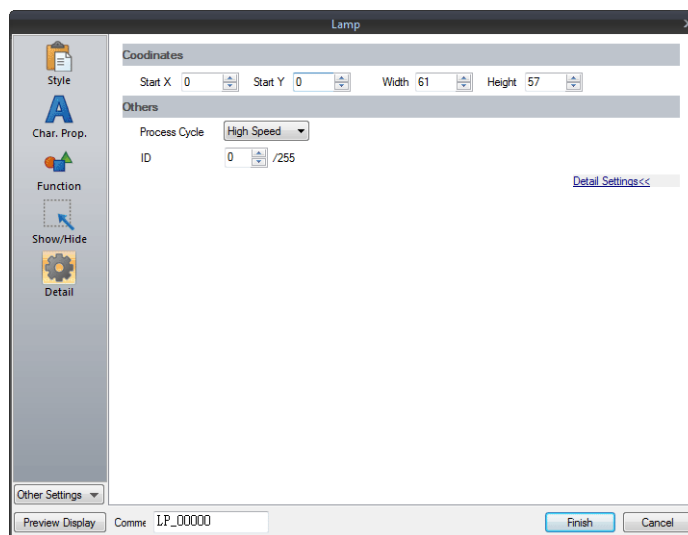 Lamp
Style
Char. Prop.
Function
Show/Hide
Detail
Other Settings
Coodinates
Start X 0 Start Y 0 Width 61 Height 57
Others
Process Cycle High Speed
ID 0 /255
Detail Settings<<
Preview Display Comme LP_00000 Finish Cancel